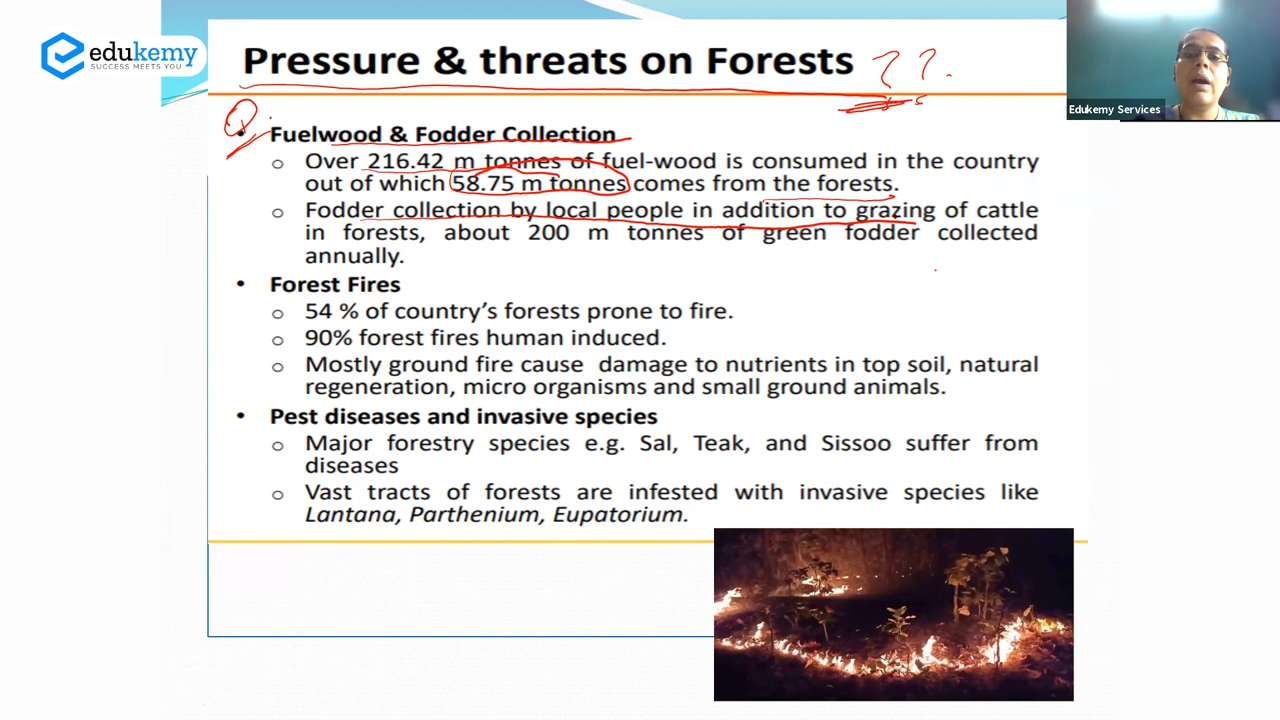 edukemy
SUCCESS MEETS YOU
Pressure & threats on Forests ??.
Edukemy Services
Q.
• Fuelwood & Fodder Collection
o Over 216.42 m tonnes of fuel-wood is consumed in the country
out of which 58.75 m tonnes comes from the forests.
o Fodder collection by local people in addition to grazing of cattle
in forests, about 200 m tonnes of green fodder collected
annually.
• Forest Fires
o 54 % of country’s forests prone to fire.
o 90% forest fires human induced.
o Mostly ground fire cause damage to nutrients in top soil, natural
regeneration, micro organisms and small ground animals.
• Pest diseases and invasive species
o Major forestry species e.g. Sal, Teak, and Sissoo suffer from
diseases
o Vast tracts of forests are infested with invasive species like
Lantana, Parthenium, Eupatorium.